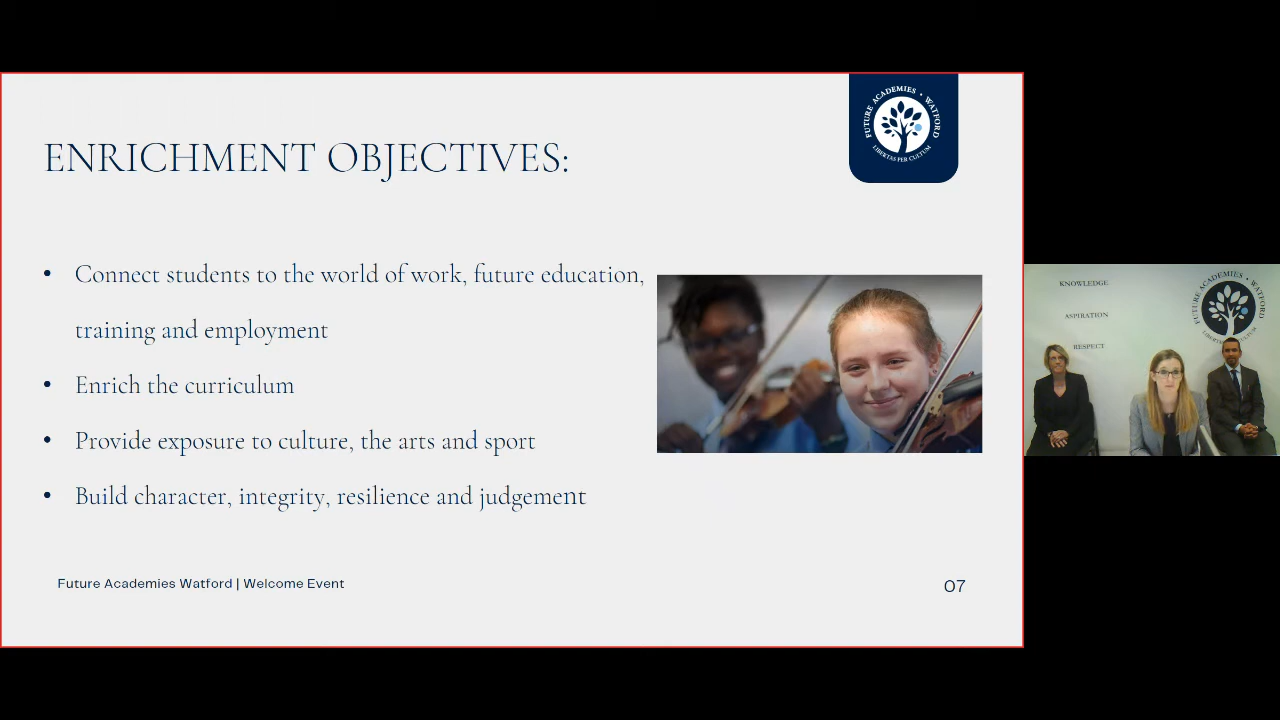 FUTURE ACADEMIES • WATFORD
LIBERTAS PER CULTUM
ENRICHMENT OBJECTIVES:
• Connect students to the world of work, future education,
training and employment
• Enrich the curriculum
• Provide exposure to culture, the arts and sport
• Build character, integrity, resilience and judgement
Future Academies Watford | Welcome Event
07
KNOWLEDGE
ASPIRATION
RESPECT
FUTURE ACADEMIES • WATFORD